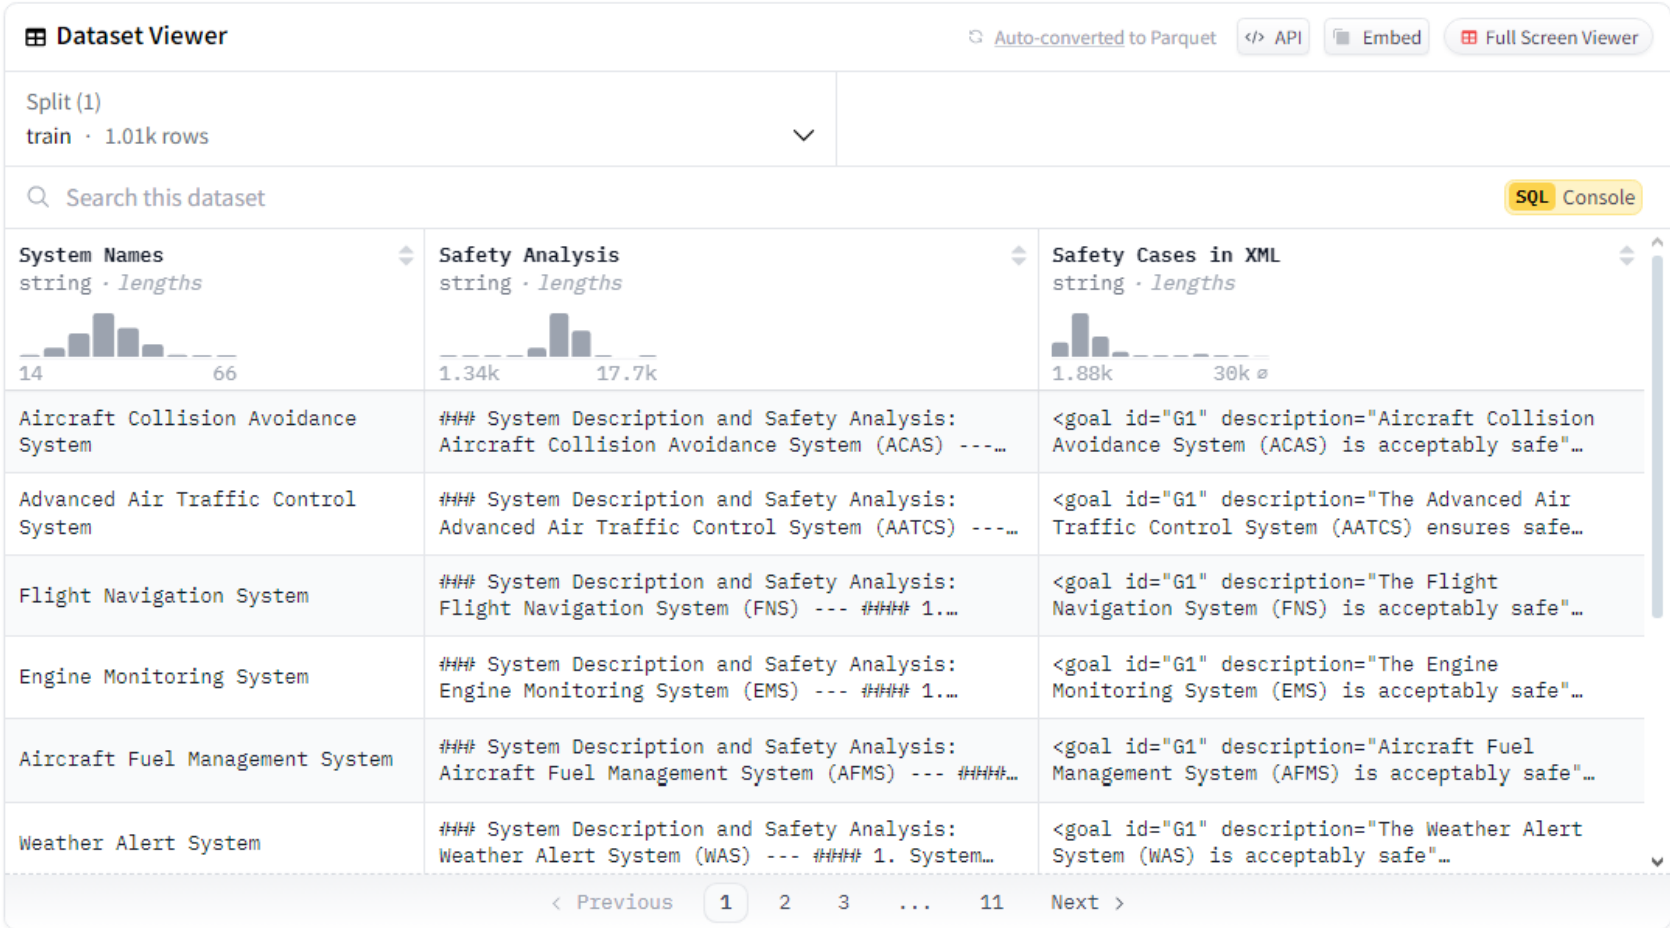 Dataset Viewer
Auto-converted to Parquet
</> API
Embed
Full Screen Viewer
Split (1)
train · 1.01k rows
Search this dataset
SQL Console
System Names
string · lengths
14 66
Safety Analysis
string · lengths
1.34k 17.7k
Safety Cases in XML
string · lengths
1.88k 30k ⌀
Aircraft Collision Avoidance
System
### System Description and Safety Analysis:
Aircraft Collision Avoidance System (ACAS) ---…
<goal id="G1" description="Aircraft Collision
Avoidance System (ACAS) is acceptably safe"…
Advanced Air Traffic Control
System
### System Description and Safety Analysis:
Advanced Air Traffic Control System (AATCS) ---…
<goal id="G1" description="The Advanced Air
Traffic Control System (AATCS) ensures safe…
Flight Navigation System
### System Description and Safety Analysis:
Flight Navigation System (FNS) --- #### 1.…
<goal id="G1" description="The Flight
Navigation System (FNS) is acceptably safe"…
Engine Monitoring System
### System Description and Safety Analysis:
Engine Monitoring System (EMS) --- #### 1.…
<goal id="G1" description="The Engine
Monitoring System (EMS) is acceptably safe"…
Aircraft Fuel Management System
### System Description and Safety Analysis:
Aircraft Fuel Management System (AFMS) --- ####…
<goal id="G1" description="Aircraft Fuel
Management System (AFMS) is acceptably safe"…
Weather Alert System
### System Description and Safety Analysis:
Weather Alert System (WAS) --- #### 1. System…
<goal id="G1" description="The Weather Alert
System (WAS) is acceptably safe"…
< Previous 1 2 3 ... 11 Next >